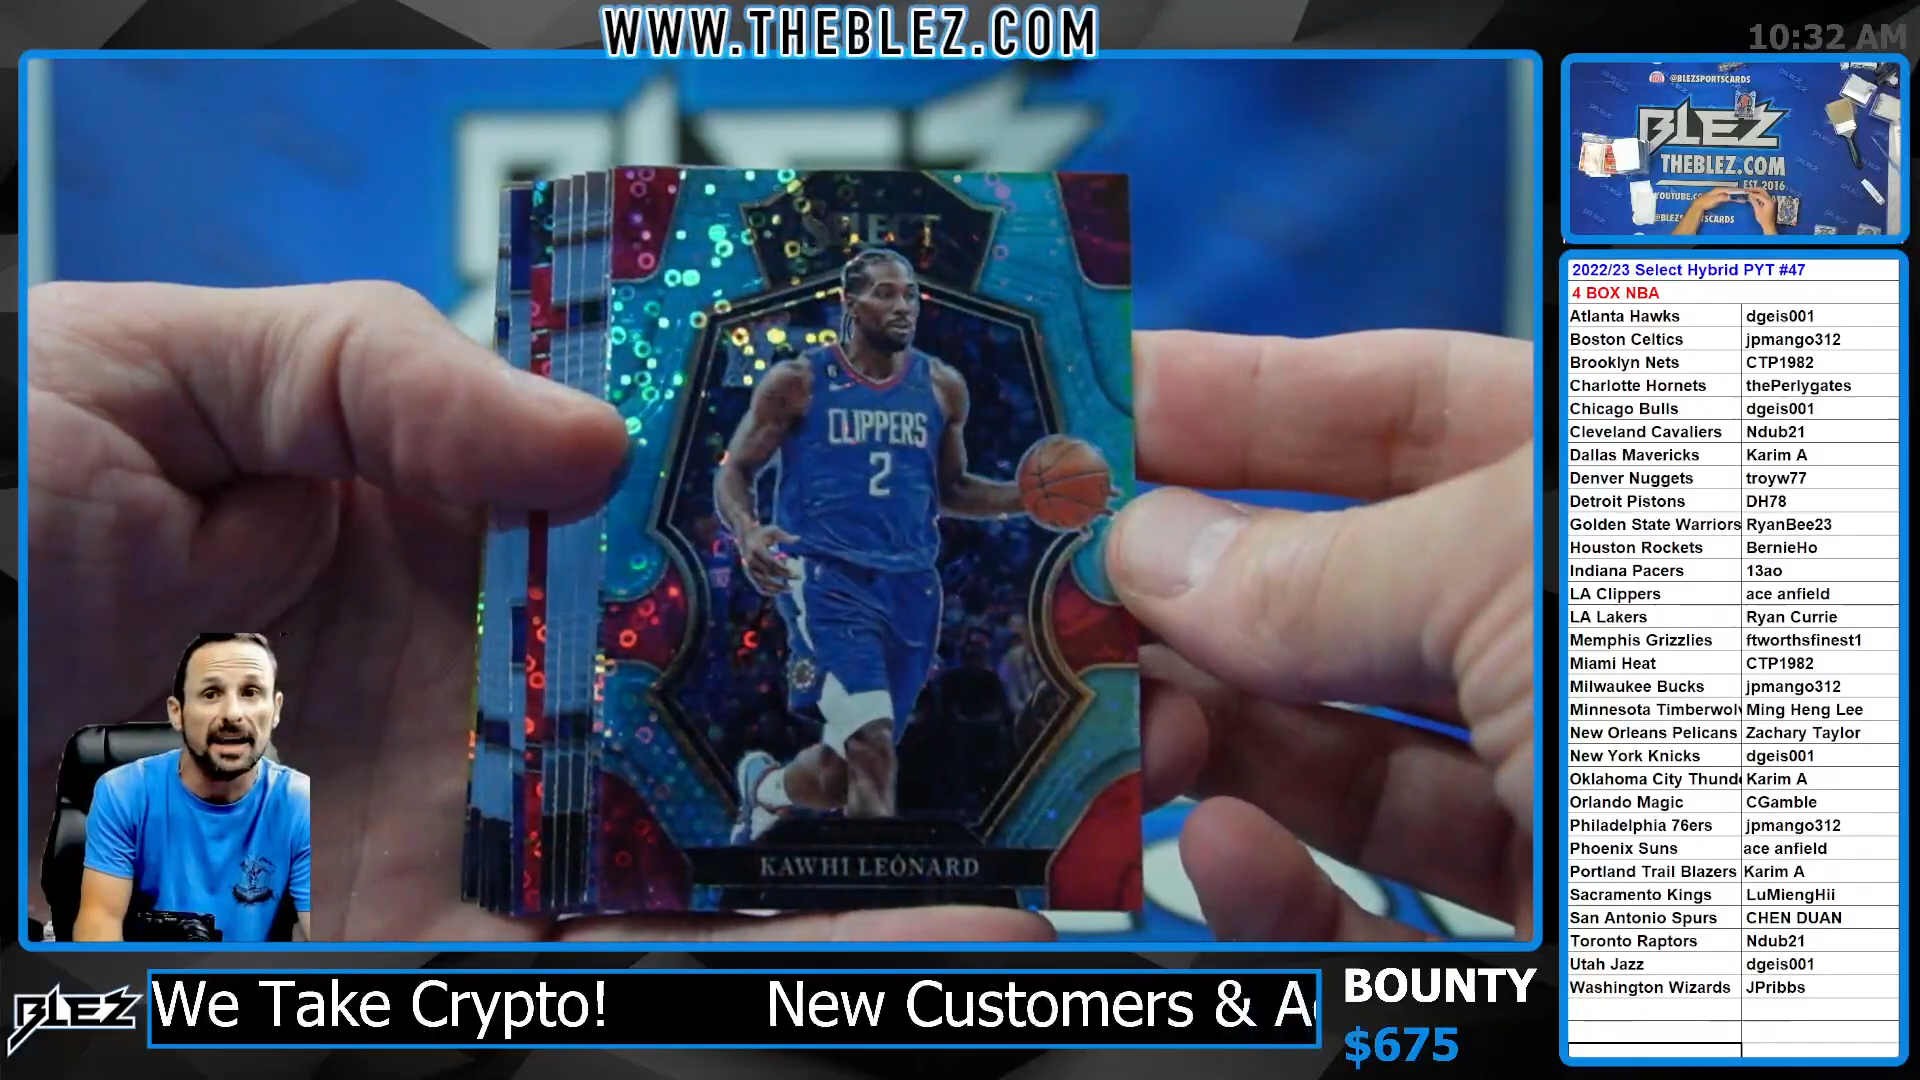 WWW.THEBLEZ.COM
10:32 AM
SELECT
6
CLIPPERS
2
KAWHI LEONARD
@BLEZSPORTSCARDS
BLEZ
THEBLEZ.COM
EST 2016
2022/23 Select Hybrid PYT #47
4 BOX NBA
Atlanta Hawks dgeis001
Boston Celtics jpmango312
Brooklyn Nets CTP1982
Charlotte Hornets thePerlygates
Chicago Bulls dgeis001
Cleveland Cavaliers Ndub21
Dallas Mavericks Karim A
Denver Nuggets troyw77
Detroit Pistons DH78
Golden State Warriors RyanBee23
Houston Rockets BernieHo
Indiana Pacers 13ao
LA Clippers ace anfield
LA Lakers Ryan Currie
Memphis Grizzlies ftworthsfinest1
Miami Heat CTP1982
Milwaukee Bucks jpmango312
Minnesota Timberwolv Ming Heng Lee
New Orleans Pelicans Zachary Taylor
New York Knicks dgeis001
Oklahoma City Thund Karim A
Orlando Magic CGamble
Philadelphia 76ers jpmango312
Phoenix Suns ace anfield
Portland Trail Blazers Karim A
Sacramento Kings LuMiengHii
San Antonio Spurs CHEN DUAN
Toronto Raptors Ndub21
Utah Jazz dgeis001
Washington Wizards JPribbs
BLEZ
We Take Crypto! New Customers &
BOUNTY
$675